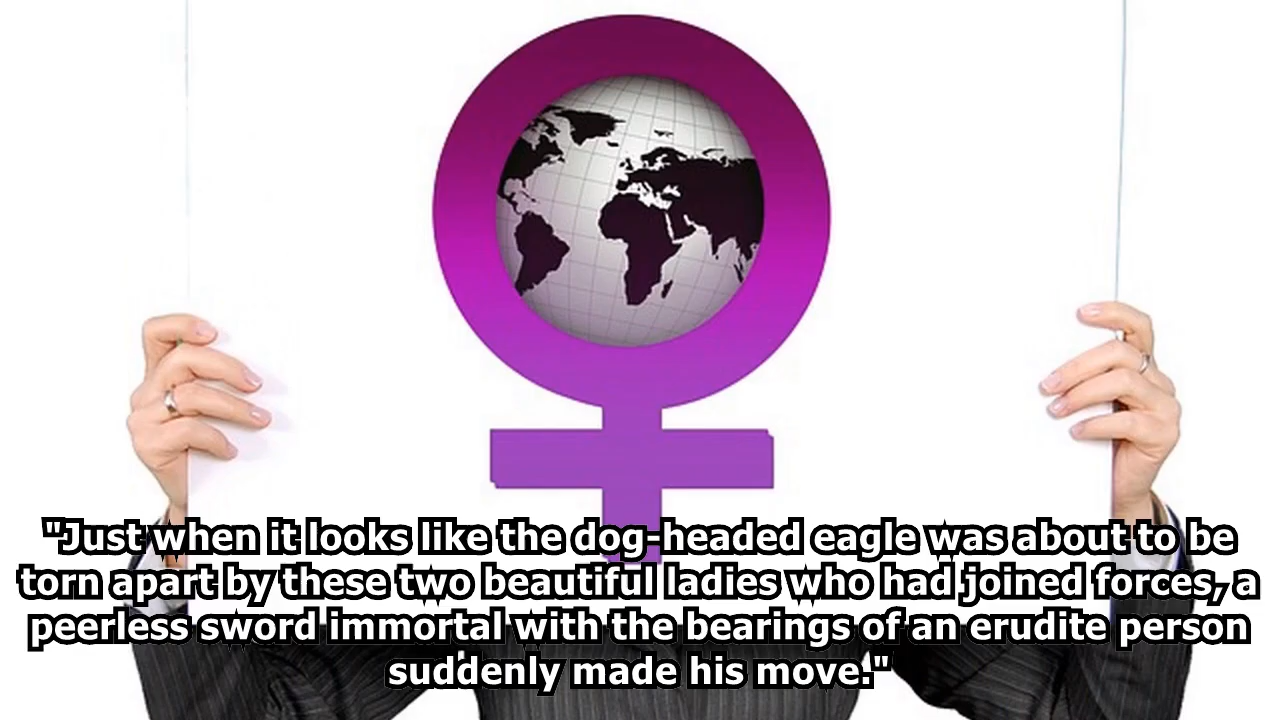 "Just when it looks like the dog-headed eagle was about to be
torn apart by these two beautiful ladies who had joined forces, a
peerless sword immortal with the bearings of an erudite person
suddenly made his move."